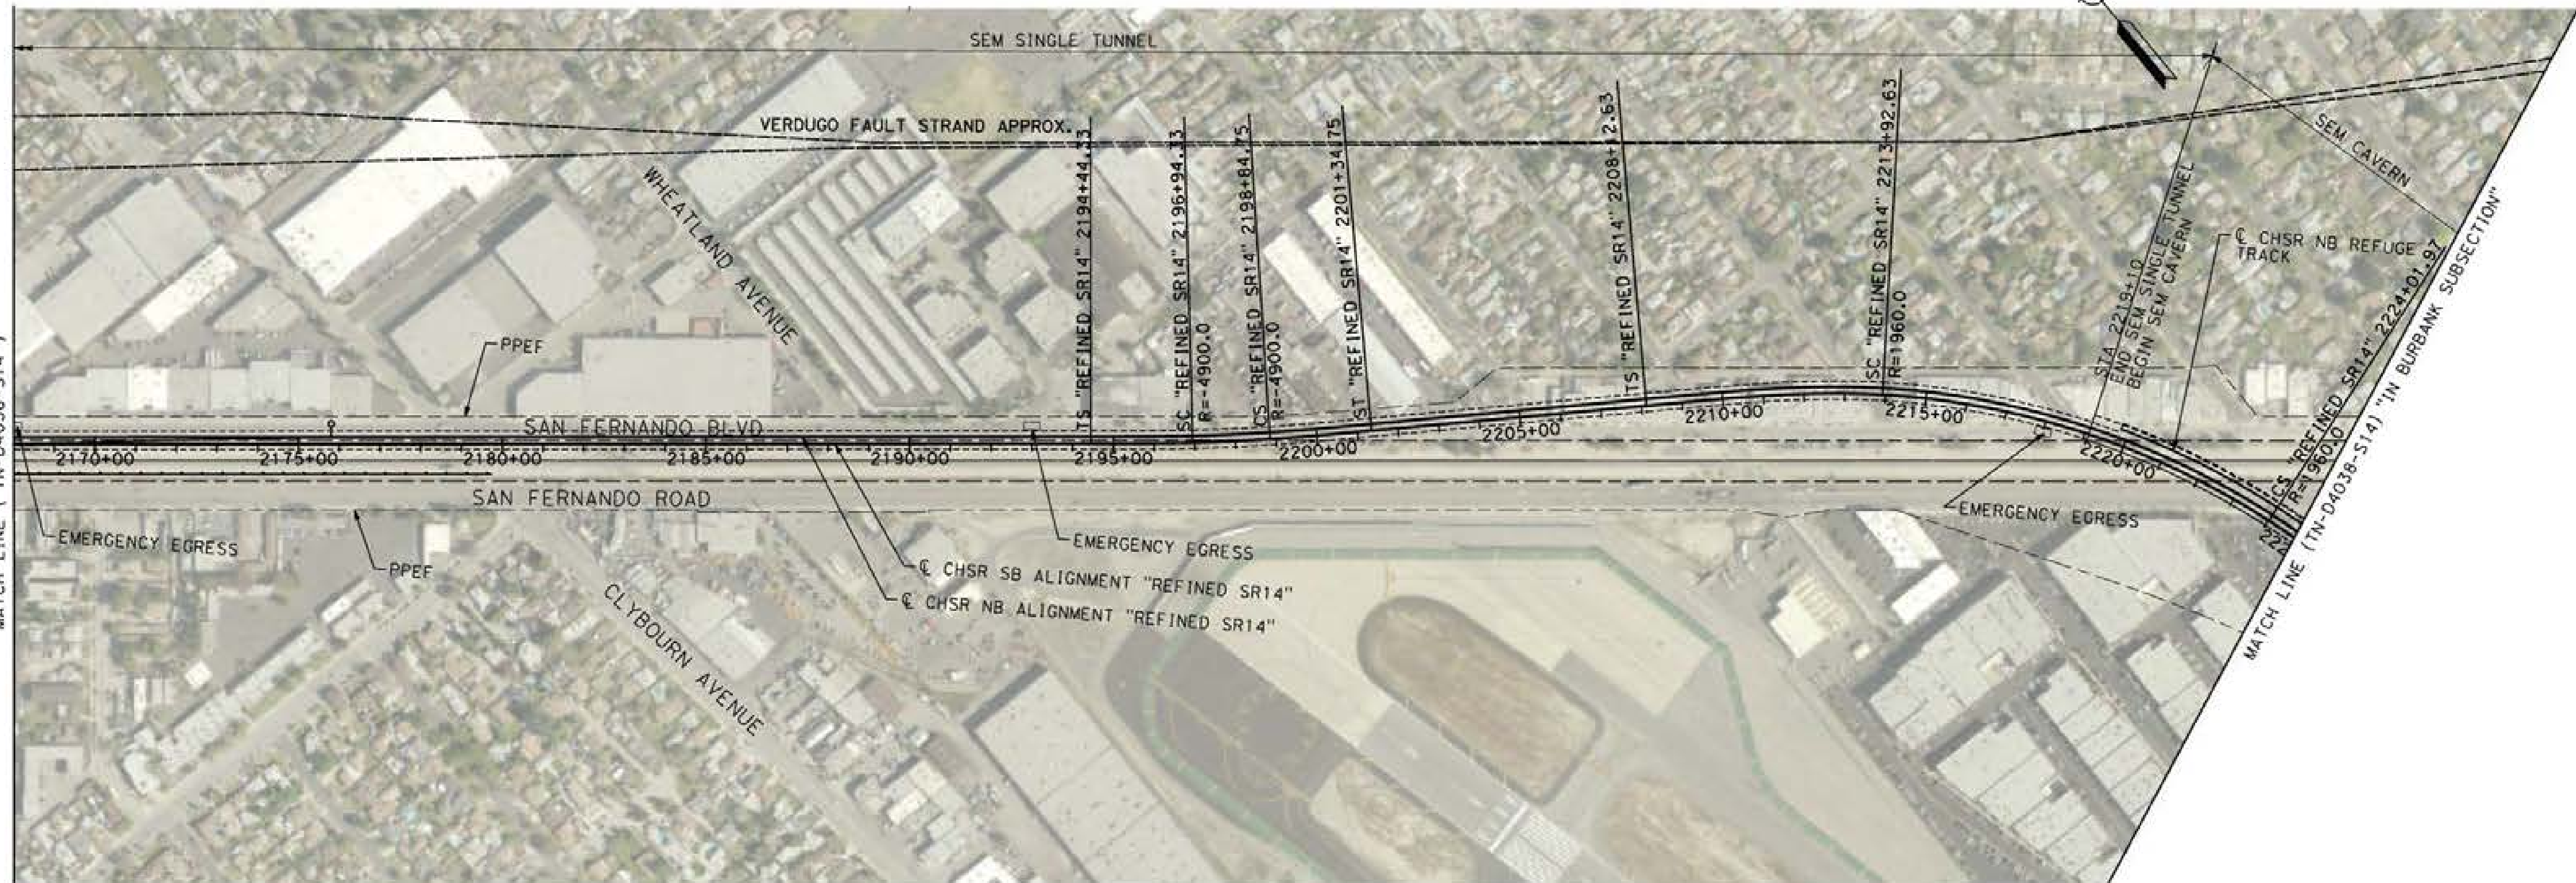 SEM SINGLE TUNNEL
VERDUGO FAULT STRAND APPROX.
WHEATLAND AVENUE
TS "REFINED SR14" 2194+44.33
SC "REFINED SR14" 2196+94.33
R=-4900.0
CS "REFINED SR14" 2198+84.75
R=-4900.0
ST "REFINED SR14" 2201+34.75
TS "REFINED SR14" 2208+12.63
SC "REFINED SR14" 2213+92.63
R=1960.0
STA 2219+10
END SEM SINGLE TUNNEL
BEGIN SEM CAVERN
SEM CAVERN
℄ CHSR NB REFUGE
TRACK
CS "REFINED SR14" 2224+01.97
R=1960.0
MATCH LINE (TN-D4038-S14) "IN BURBANK SUBSECTION"
PPEF
SAN FERNANDO BLVD
2170+00
2175+00
2180+00
2185+00
2190+00
2195+00
2200+00
2205+00
2210+00
2215+00
2220+00
SAN FERNANDO ROAD
EMERGENCY EGRESS
PPEF
EMERGENCY EGRESS
EMERGENCY EGRESS
℄ CHSR SB ALIGNMENT "REFINED SR14"
℄ CHSR NB ALIGNMENT "REFINED SR14"
CLYBOURN AVENUE